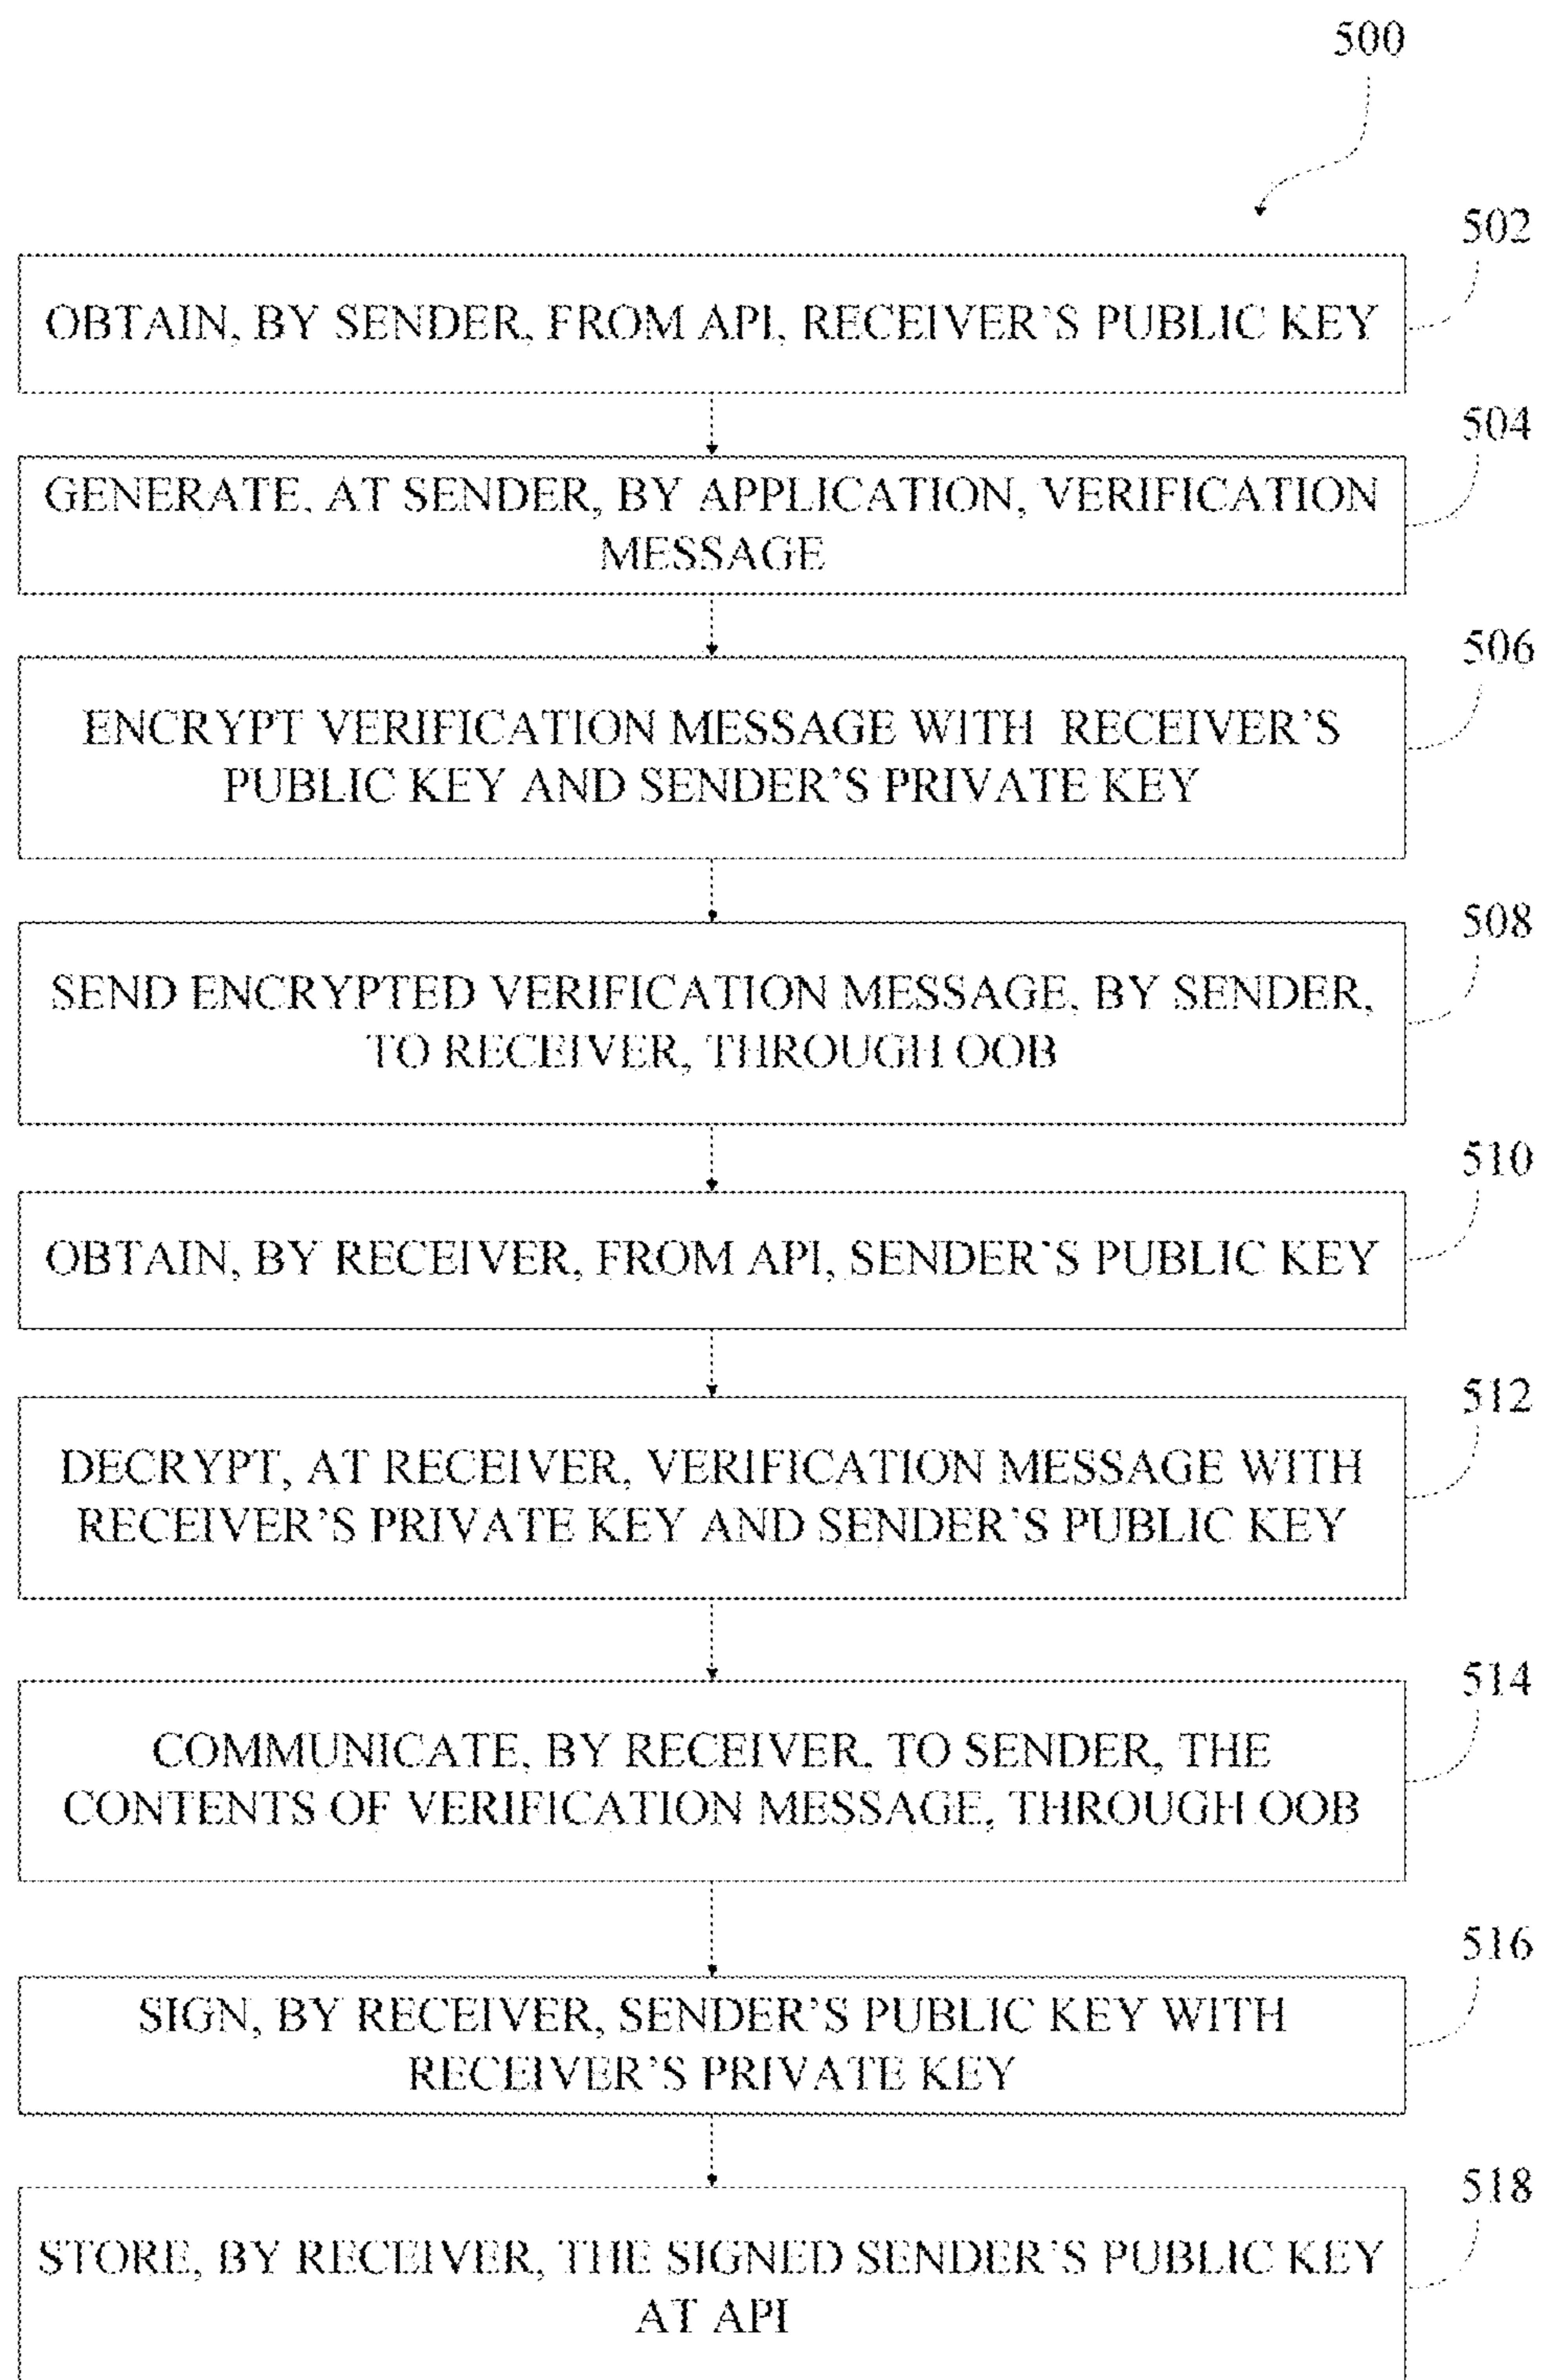 500
502
OBTAIN, BY SENDER, FROM API, RECEIVER'S PUBLIC KEY
504
GENERATE, AT SENDER, BY APPLICATION, VERIFICATION
MESSAGE
506
ENCRYPT VERIFICATION MESSAGE WITH RECEIVER'S
PUBLIC KEY AND SENDER'S PRIVATE KEY
508
SEND ENCRYPTED VERIFICATION MESSAGE, BY SENDER,
TO RECEIVER, THROUGH OOB
510
OBTAIN, BY RECEIVER, FROM API, SENDER'S PUBLIC KEY
512
DECRYPT, AT RECEIVER, VERIFICATION MESSAGE WITH
RECEIVER'S PRIVATE KEY AND SENDER'S PUBLIC KEY
514
COMMUNICATE, BY RECEIVER, TO SENDER, THE
CONTENTS OF VERIFICATION MESSAGE, THROUGH OOB
516
SIGN, BY RECEIVER, SENDER'S PUBLIC KEY WITH
RECEIVER'S PRIVATE KEY
518
STORE, BY RECEIVER, THE SIGNED SENDER'S PUBLIC KEY
AT API